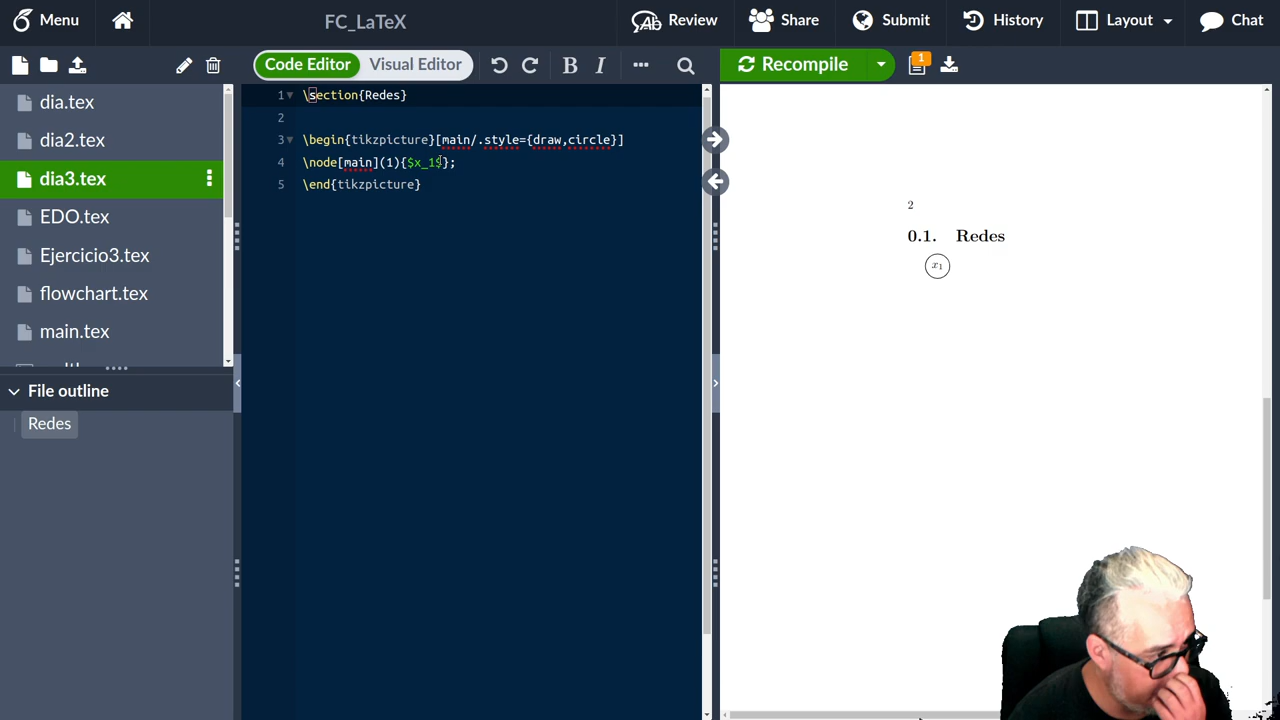 Menu
FC_LaTeX
Review
Share
Submit
History
Layout
Chat
Code Editor
Visual Editor
B I
Recompile
1
dia.tex
dia2.tex
dia3.tex
EDO.tex
Ejercicio3.tex
flowchart.tex
main.tex
File outline
Redes
1 \section{Redes}
2
3 \begin{tikzpicture}[main/.style={draw,circle}]
4 \node[main](1){$x_1$};
5 \end{tikzpicture}
2
0.1. Redes
x₁